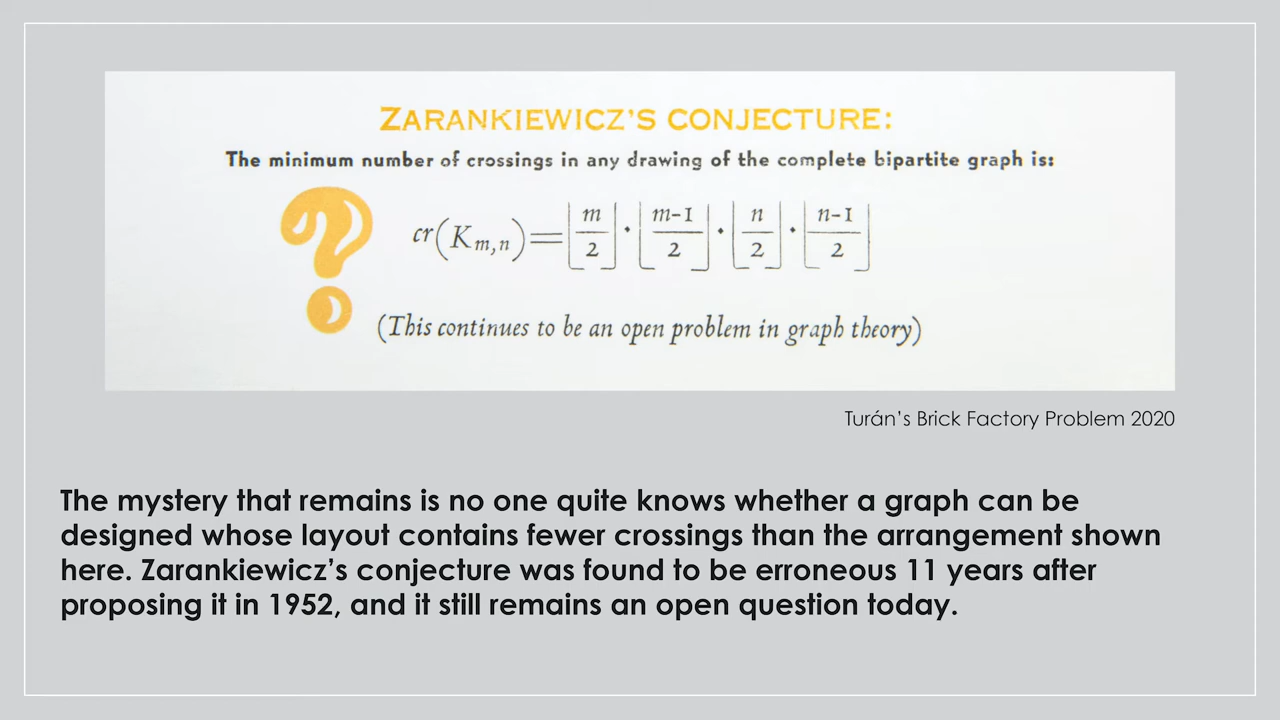 ZARANKIEWICZ'S CONJECTURE:
The minimum number of crossings in any drawing of the complete bipartite graph is:
? cr(K_{m,n}) = ⌊m/2⌋ · ⌊m-1/2⌋ · ⌊n/2⌋ · ⌊n-1/2⌋
(This continues to be an open problem in graph theory)
Turán's Brick Factory Problem 2020
The mystery that remains is no one quite knows whether a graph can be
designed whose layout contains fewer crossings than the arrangement shown
here. Zarankiewicz's conjecture was found to be erroneous 11 years after
proposing it in 1952, and it still remains an open question today.